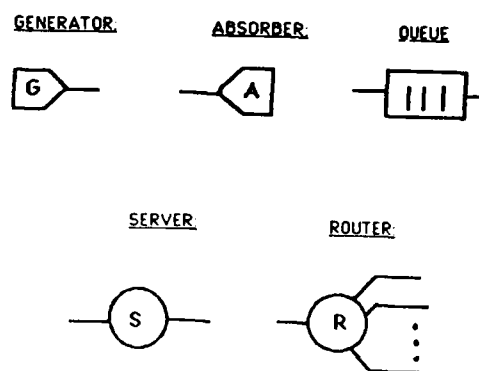 GENERATOR:
ABSORBER:
QUEUE
G
A
SERVER:
ROUTER:
S
R